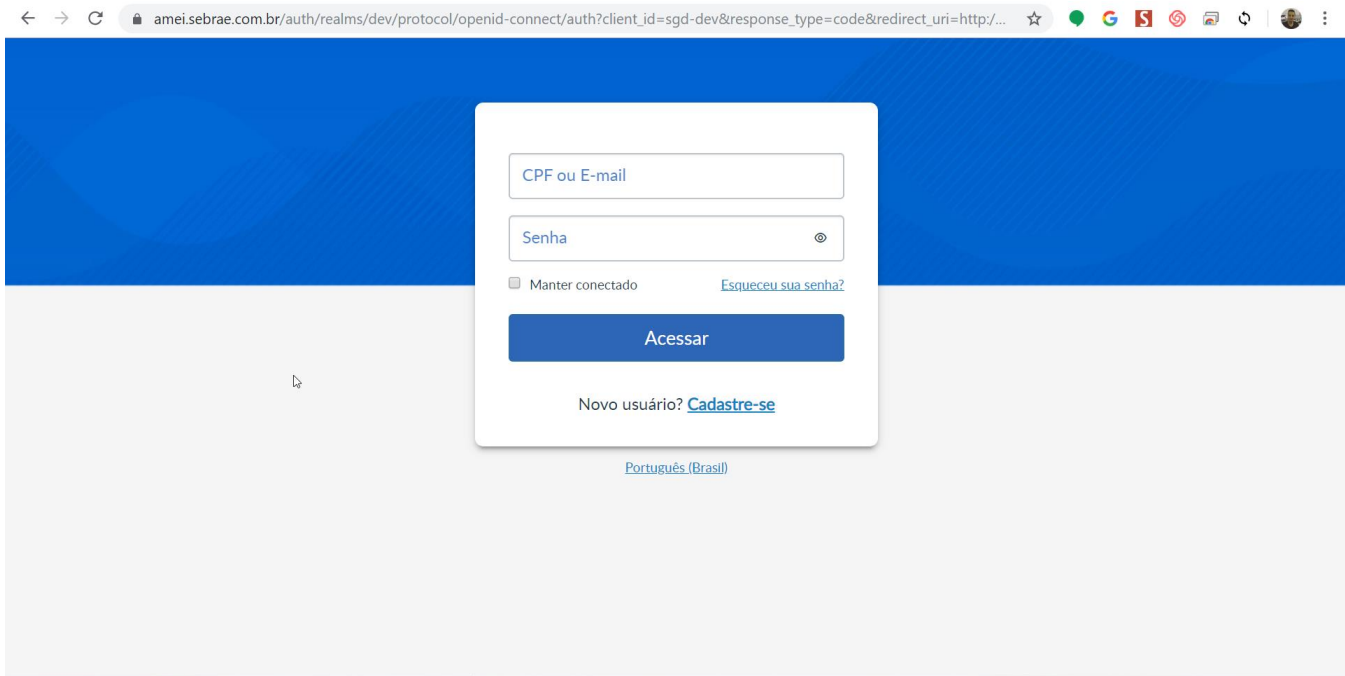 amei.sebrae.com.br/auth/realms/dev/protocol/openid-connect/auth?client_id=sgd-dev&response_type=code&redirect_uri=http:/...
CPF ou E-mail
Senha
Manter conectado Esqueceu sua senha?
Acessar
Novo usuário? Cadastre-se
Português (Brasil)